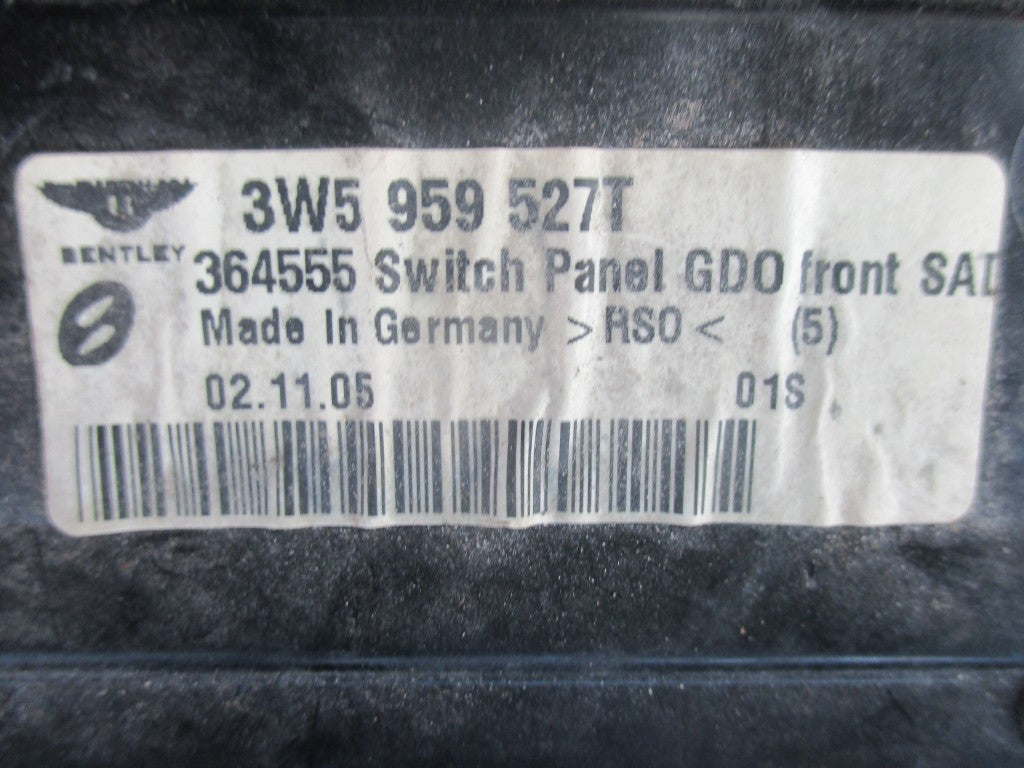 3W5 959 527T
BENTLEY
364555 Switch Panel GDO front SAD
Made In Germany >RSO< (5)
8
02.11.05 01S